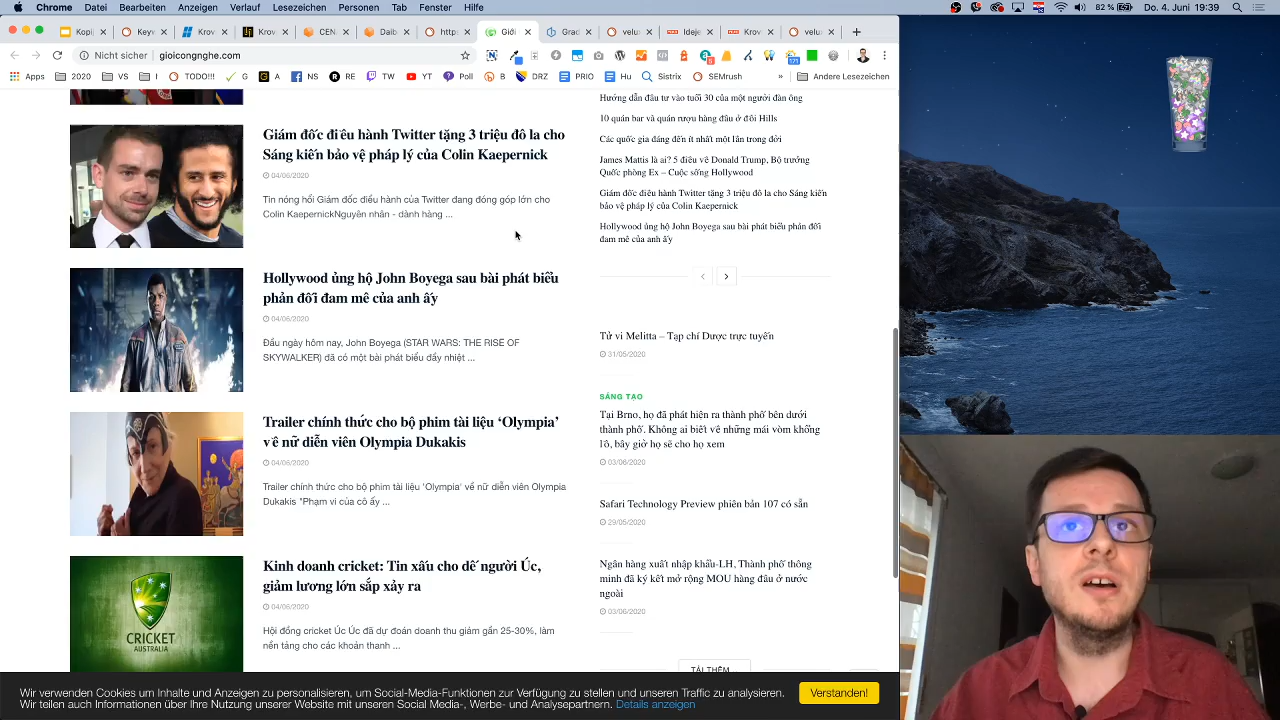 Chrome Datei Bearbeiten Anzeigen Verlauf Lesezeichen Personen Tab Fenster Hilfe
82 % Do. 4. Juni 19:39
Kopi Key Krov Krov CEN Daib http: Giới Grad velu Ideje Krov velu
Nicht sicher gioicongnghe.com
Apps 2020 VS I TODO!!! G A NS RE TW YT Poll B DRZ PRIO Hu Sistrix SEMrush » Andere Lesezeichen
Giám đốc điều hành Twitter tặng 3 triệu đô la cho
Sáng kiến bảo vệ pháp lý của Colin Kaepernick
04/06/2020
Tin nóng hổi Giám đốc điều hành của Twitter đang đóng góp lớn cho
Colin KaepernickNguyên nhân - dành hàng ...
Hollywood ủng hộ John Boyega sau bài phát biểu
phản đối đam mê của anh ấy
04/06/2020
Đầu ngày hôm nay, John Boyega (STAR WARS: THE RISE OF
SKYWALKER) đã có một bài phát biểu đầy nhiệt ...
Trailer chính thức cho bộ phim tài liệu ‘Olympia’
về nữ diễn viên Olympia Dukakis
04/06/2020
Trailer chính thức cho bộ phim tài liệu 'Olympia' về nữ diễn viên Olympia
Dukakis "Phạm vi của cô ấy ...
CRICKET
AUSTRALIA
Kinh doanh cricket: Tin xấu cho dế người Úc,
giảm lương lớn sắp xảy ra
04/06/2020
Hội đồng cricket Úc Úc đã dự đoán doanh thu giảm gần 25-30%, làm
nền tảng cho các khoản thanh ...
Hướng dẫn đầu tư vào tuổi 30 của một người đàn ông
10 quán bar và quán rượu hàng đầu ở đồi Hills
Các quốc gia đáng đến ít nhất một lần trong đời
James Mattis là ai? 5 điều về Donald Trump, Bộ trưởng
Quốc phòng Ex – Cuộc sống Hollywood
Giám đốc điều hành Twitter tặng 3 triệu đô la cho Sáng kiến
bảo vệ pháp lý của Colin Kaepernick
Hollywood ủng hộ John Boyega sau bài phát biểu phản đối
đam mê của anh ấy
Tử vi Melitta – Tạp chí Dược trực tuyến
31/05/2020
SÁNG TẠO
Tại Brno, họ đã phát hiện ra thành phố bên dưới
thành phố. Không ai biết về những mái vòm khổng
lồ, bây giờ họ sẽ cho họ xem
03/06/2020
Safari Technology Preview phiên bản 107 có sẵn
29/05/2020
Ngân hàng xuất nhập khẩu-LH, Thành phố thông
minh đã ký kết mở rộng MOU hàng đầu ở nước
ngoài
03/06/2020
TẢI THÊM...
Wir verwenden Cookies um Inhalte und Anzeigen zu personalisieren, um Social-Media-Funktionen zur Verfügung zu stellen und unseren Traffic zu analysieren.
Wir teilen auch Informationen über Ihre Nutzung unserer Website mit unseren Social Media-, Werbe- und Analysepartnern. Details anzeigen
Verstanden!